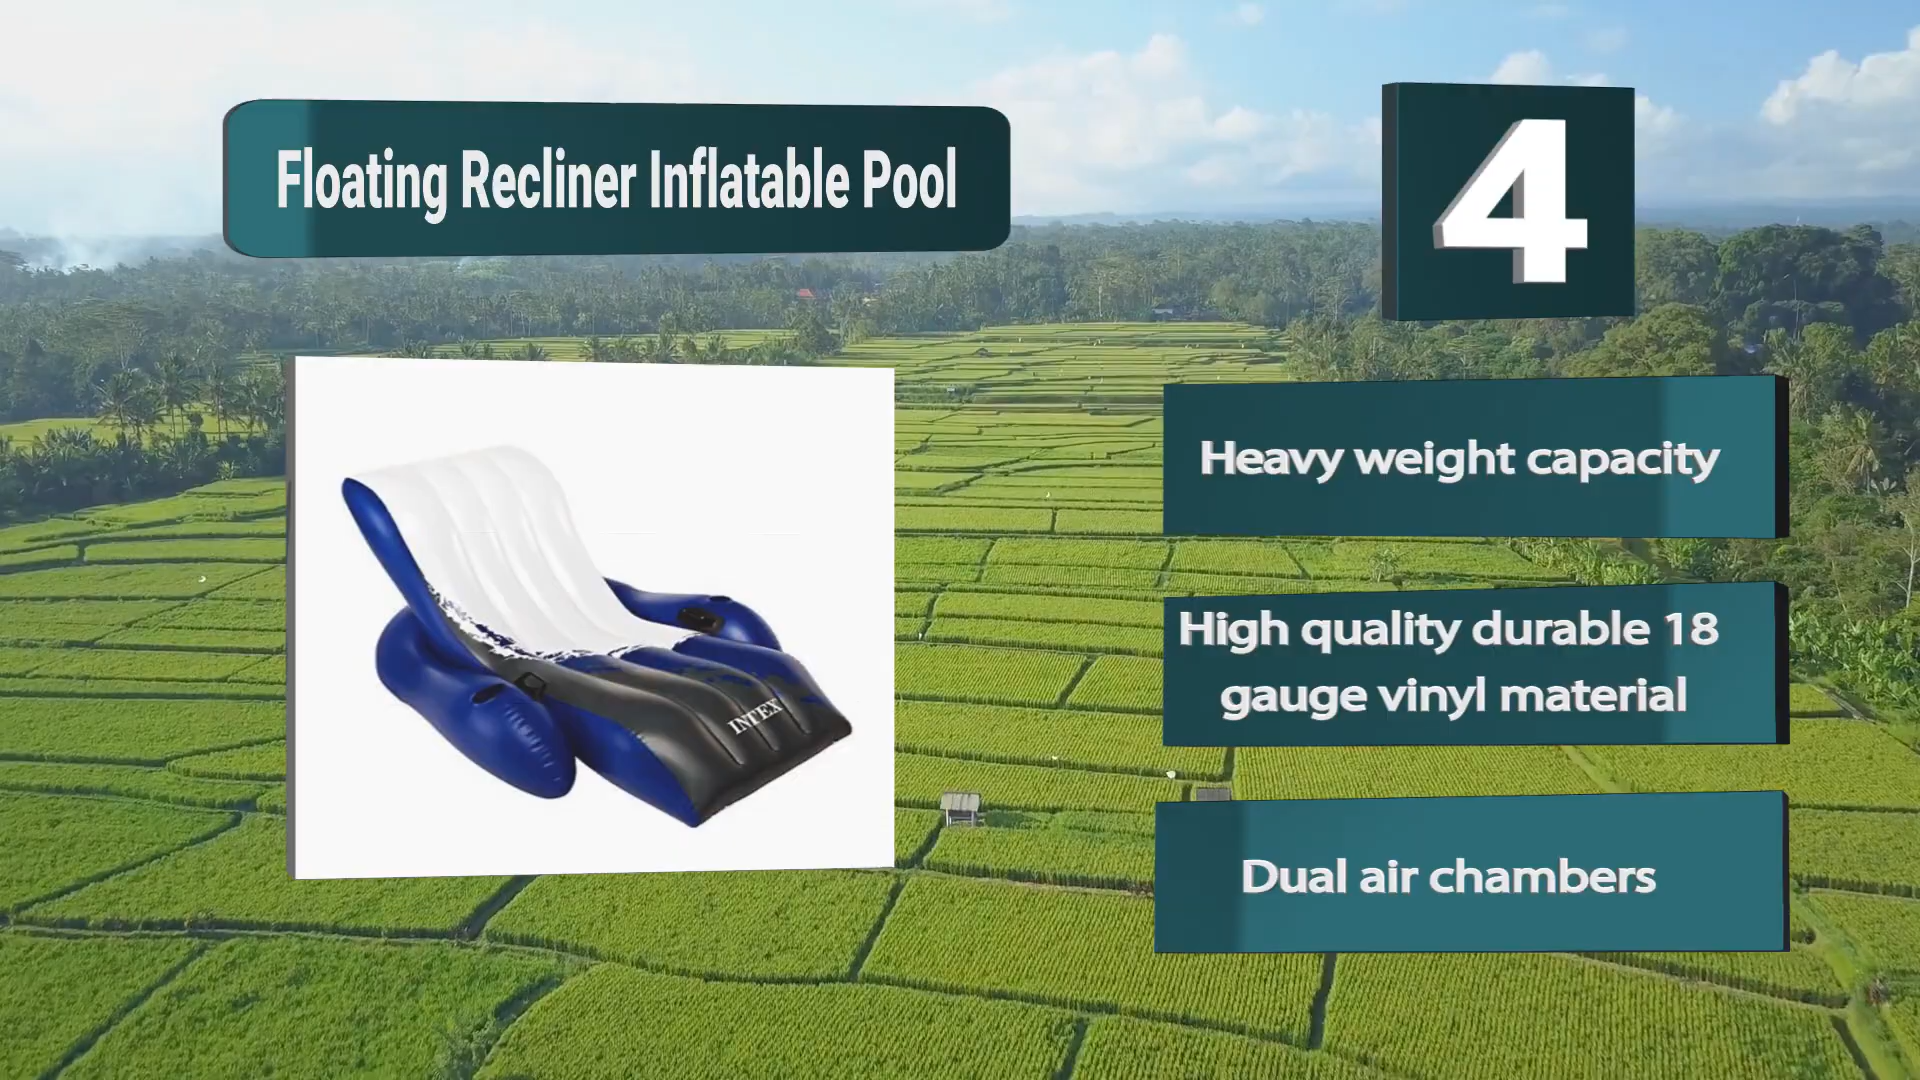 Floating Recliner Inflatable Pool
4
Heavy weight capacity
High quality durable 18
gauge vinyl material
Dual air chambers
INTEX